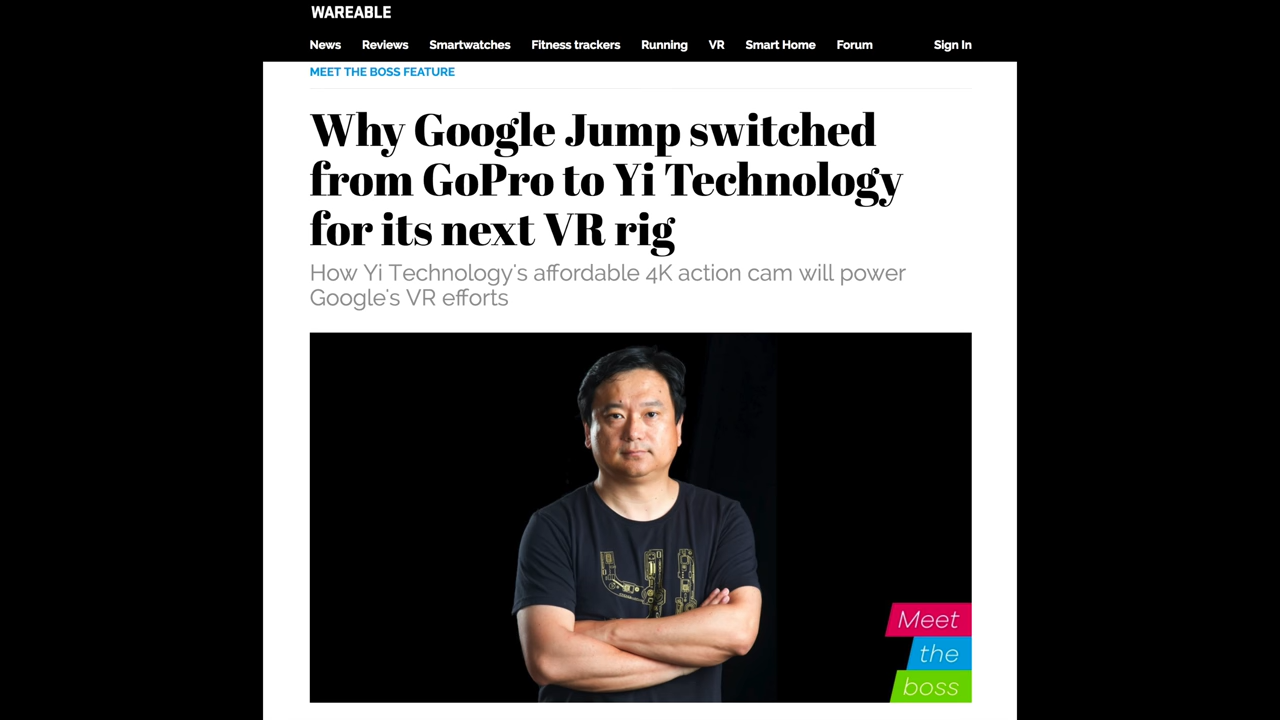 WAREABLE
News Reviews Smartwatches Fitness trackers Running VR Smart Home Forum Sign In
MEET THE BOSS FEATURE
Why Google Jump switched
from GoPro to Yi Technology
for its next VR rig
How Yi Technology's affordable 4K action cam will power
Google's VR efforts
YI
Meet
the
boss